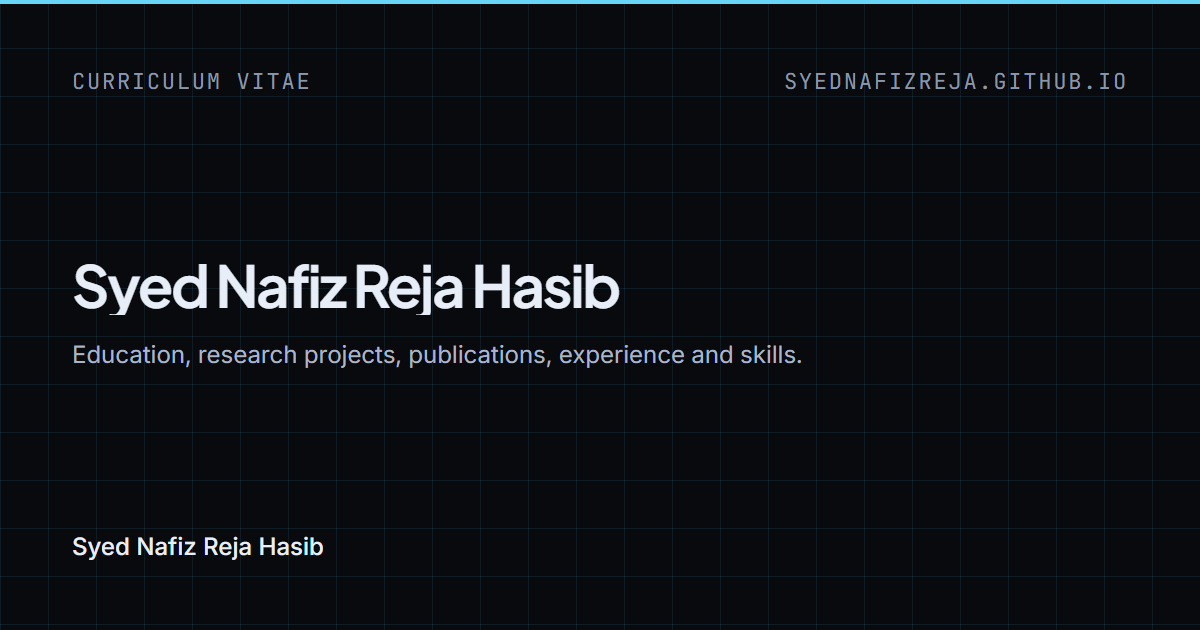 CURRICULUM VITAE
SYEDNAFIZREJA.GITHUB.IO
Syed Nafiz Reja Hasib
Education, research projects, publications, experience and skills.
Syed Nafiz Reja Hasib